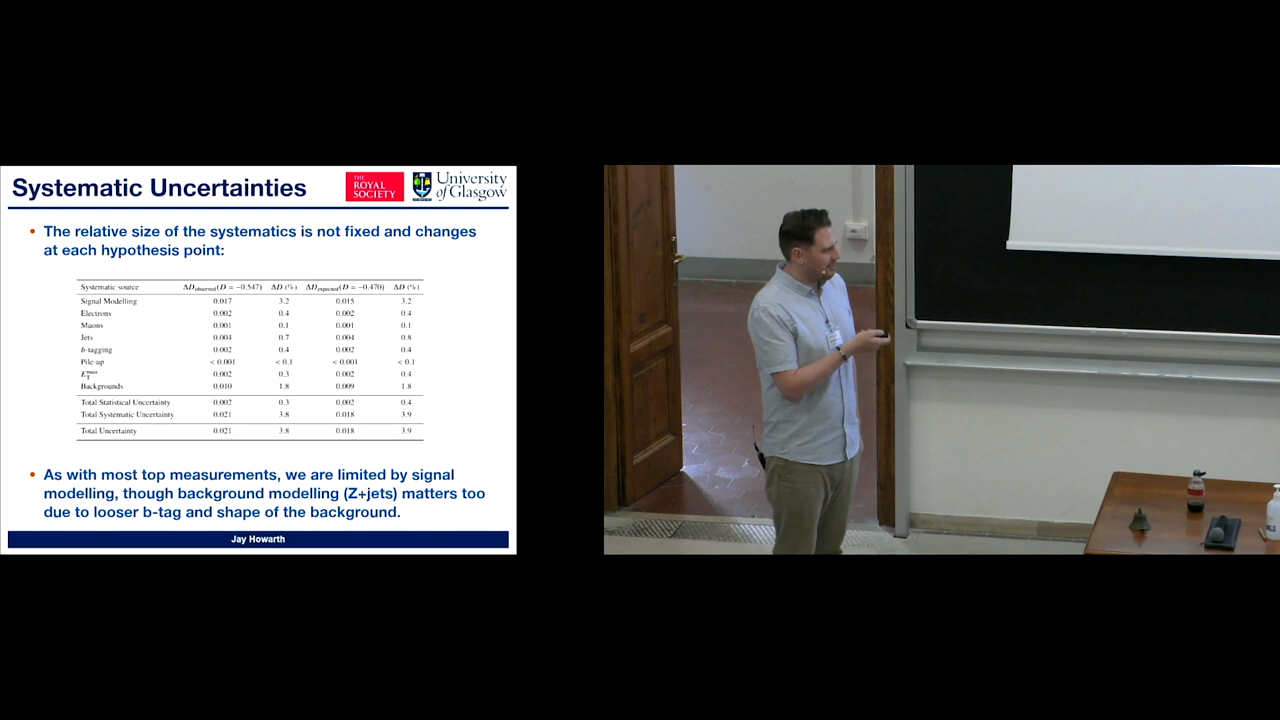 Systematic Uncertainties
THE ROYAL SOCIETY
University of Glasgow
• The relative size of the systematics is not fixed and changes
at each hypothesis point:
Systematic source ΔD_observed(D = −0.547) ΔD (%) ΔD_expected(D = −0.470) ΔD (%)
Signal Modelling 0.017 3.2 0.015 3.2
Electrons 0.002 0.4 0.002 0.4
Muons 0.001 0.1 0.001 0.1
Jets 0.004 0.7 0.004 0.8
b-tagging 0.002 0.4 0.002 0.4
Pile-up < 0.001 < 0.1 < 0.001 < 0.1
E_T^miss 0.002 0.3 0.002 0.4
Backgrounds 0.010 1.8 0.009 1.8
Total Statistical Uncertainty 0.002 0.3 0.002 0.4
Total Systematic Uncertainty 0.021 3.8 0.018 3.9
Total Uncertainty 0.021 3.8 0.018 3.9
• As with most top measurements, we are limited by signal
modelling, though background modelling (Z+jets) matters too
due to looser b-tag and shape of the background.
Jay Howarth